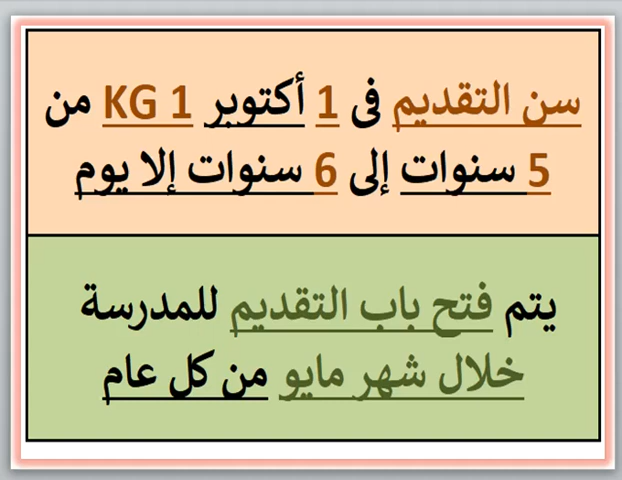 سن التقديم فى 1 أكتوبر KG 1 من
5 سنوات إلى 6 سنوات إلا يوم
يتم فتح باب التقديم للمدرسة
خلال شهر مايو من كل عام